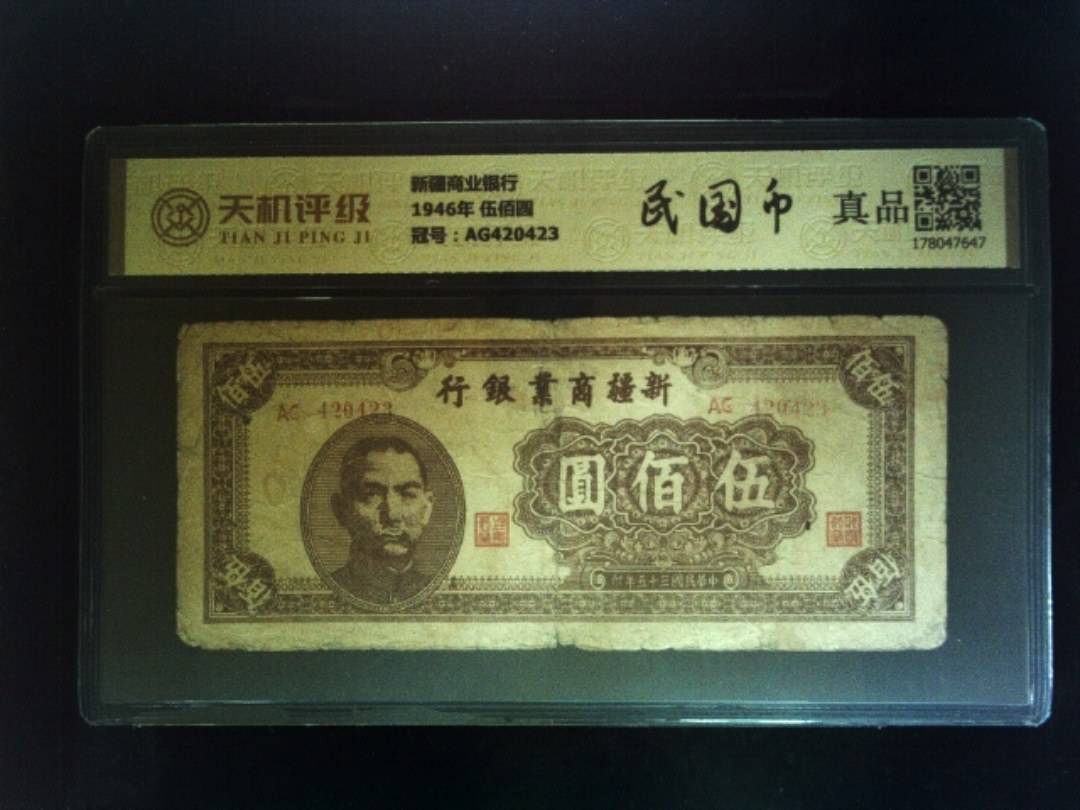 天机评级
TIAN JI PING JI
新疆商业银行
1946年 伍佰圆
冠号：AG420423
民国币
真品
178047647
伍佰
行銀業商疆新
佰伍
AG 420423
AG 420423
圓佰伍
印年五十三國民華中